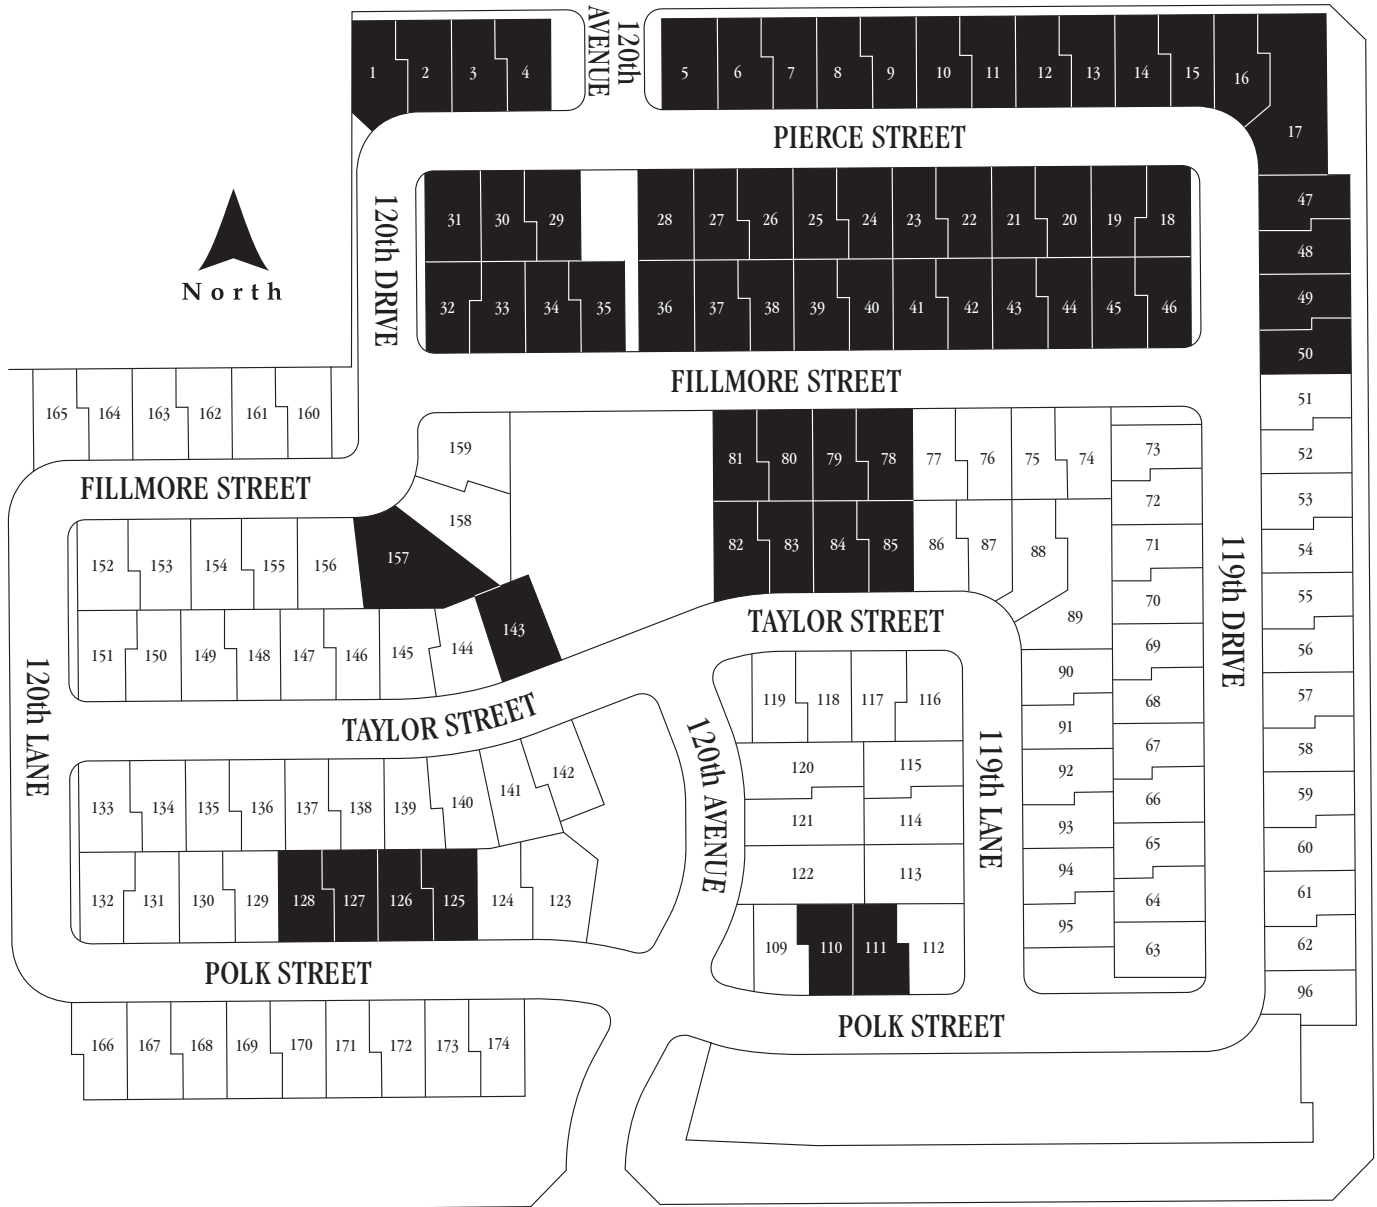 120th
AVENUE
1 2 3 4
5 6 7 8 9 10 11 12 13 14 15 16
17
PIERCE STREET
120th DRIVE
31 30 29 28 27 26 25 24 23 22 21 20 19 18
47
48
49
50
North
32 33 34 35 36 37 38 39 40 41 42 43 44 45 46
FILLMORE STREET
165 164 163 162 161 160
159
158
81 80 79 78 77 76 75 74
73
72
71
70
69
68
67
66
65
64
63
51
52
53
54
55
56
57
58
59
60
61
62
96
FILLMORE STREET
152 153 154 155 156 157
82 83 84 85 86 87 88
89
119th DRIVE
151 150 149 148 147 146 145 144 143
TAYLOR STREET
120th LANE
TAYLOR STREET
119 118 117 116
90
91
92
93
94
95
120th AVENUE
119th LANE
133 134 135 136 137 138 139 140 141 142
120 115
121 114
122 113
132 131 130 129 128 127 126 125 124 123
109 110 111 112
POLK STREET
POLK STREET
166 167 168 169 170 171 172 173 174